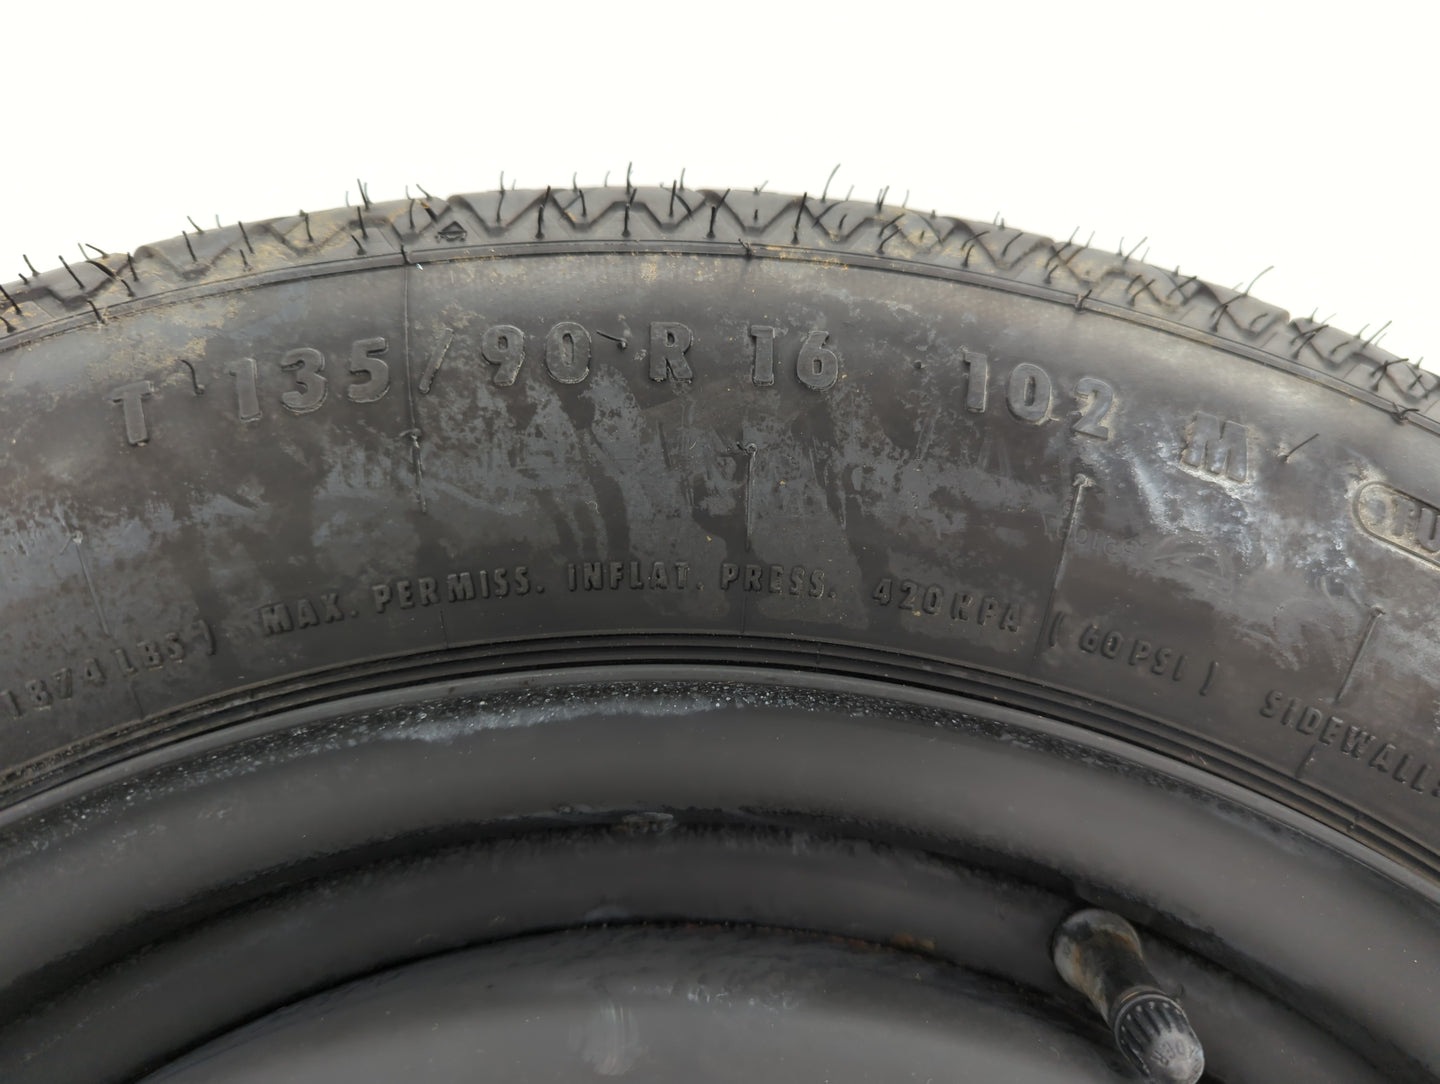 T 135/90 R 16 102 M
1874 LBS) MAX. PERMISS. INFLAT. PRESS. 420 KPA (60 PSI) SIDEWALL